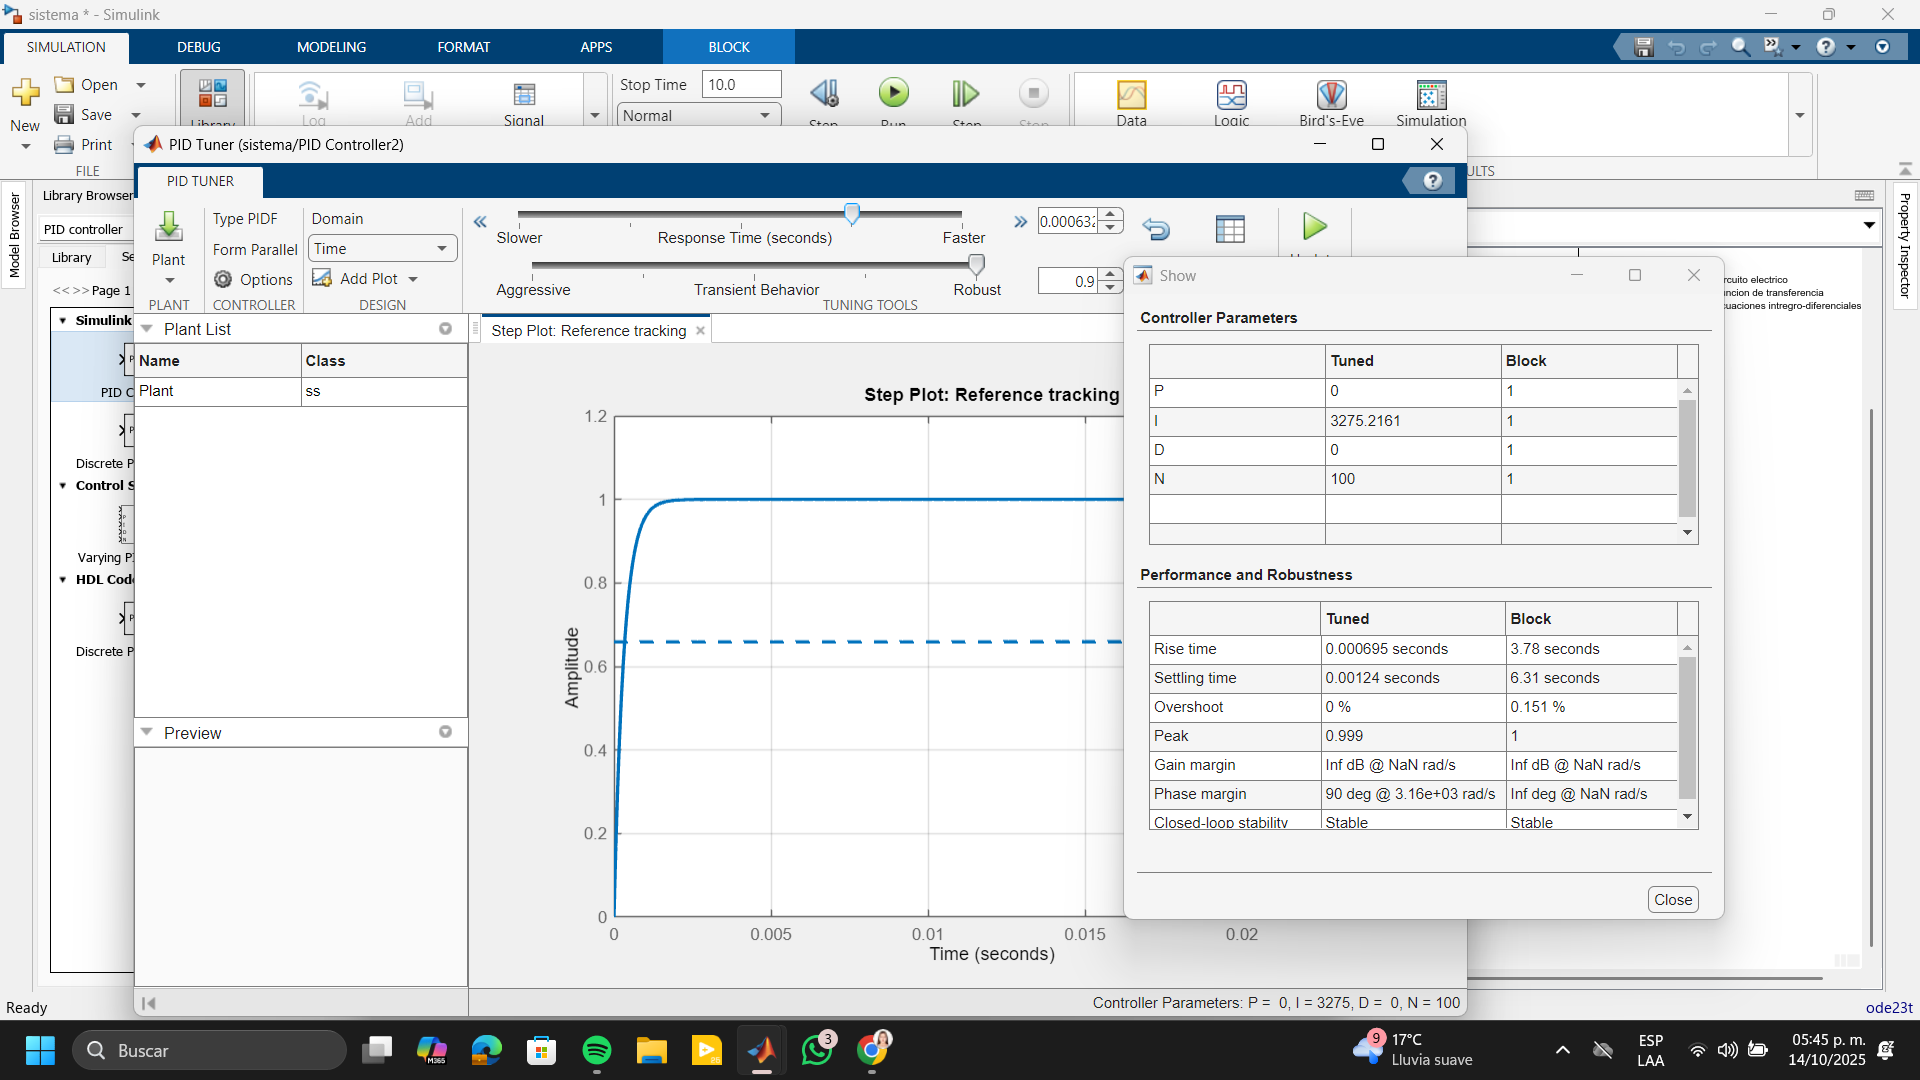 sistema * - Simulink
SIMULATION
DEBUG
MODELING
FORMAT
APPS
BLOCK
New
Open
Save
Print
FILE
Library
Log
Add
Signal
Stop Time
10.0
Normal
Step
Run
Step
Stop
Data
Logic
Bird's-Eye
Simulation
ULTS
PID Tuner (sistema/PID Controller2)
PID TUNER
Plant
PLANT
Type PIDF
Form Parallel
Options
CONTROLLER
Domain
Time
Add Plot
DESIGN
Slower
Response Time (seconds)
Faster
Aggressive
Transient Behavior
Robust
0.000632
0.9
TUNING TOOLS
Model Browser
Library Browser
PID controller
Library
Se
<< >> Page 1
Simulink
PID C
Discrete P
Control S
Varying PI
HDL Code
Discrete P
Property Inspector
Plant List
Name
Class
Plant
ss
Preview
Step Plot: Reference tracking
Step Plot: Reference tracking
1.2
1
0.8
0.6
0.4
0.2
0
Amplitude
0
0.005
0.01
0.015
0.02
Time (seconds)
Controller Parameters: P = 0, I = 3275, D = 0, N = 100
rcuito electrico
ncion de transferencia
cuaciones intregro-diferenciales
Show
Controller Parameters
Tuned
Block
P
0
1
I
3275.2161
1
D
0
1
N
100
1
Performance and Robustness
Tuned
Block
Rise time
0.000695 seconds
3.78 seconds
Settling time
0.00124 seconds
6.31 seconds
Overshoot
0 %
0.151 %
Peak
0.999
1
Gain margin
Inf dB @ NaN rad/s
Inf dB @ NaN rad/s
Phase margin
90 deg @ 3.16e+03 rad/s
Inf deg @ NaN rad/s
Closed-loop stability
Stable
Stable
Close
Ready
ode23t
Buscar
M365
3
9
17°C
Lluvia suave
ESP
LAA
05:45 p. m.
14/10/2025